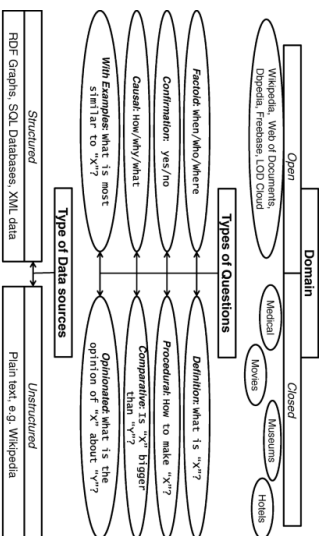 Domain
Open
Closed
Wikipedia, Web of Documents,
Dbpedia, Freebase, LOD Cloud
Medical
Movies
Museums
Hotels
Types of Questions
Factoid: When/Who/Where
Definition: What is "X"?
Confirmation: yes/no
Procedural: How to make "X"?
Causal: How/why/what
Comparative: Is "X" bigger
than "Y"?
With Examples: What is most
similar to "X"?
Opinionated: What is the
opinion of "X" about "Y"?
Type of Data sources
Structured
Unstructured
RDF Graphs, SQL Databases, XML data
Plain text, e.g. Wikipedia